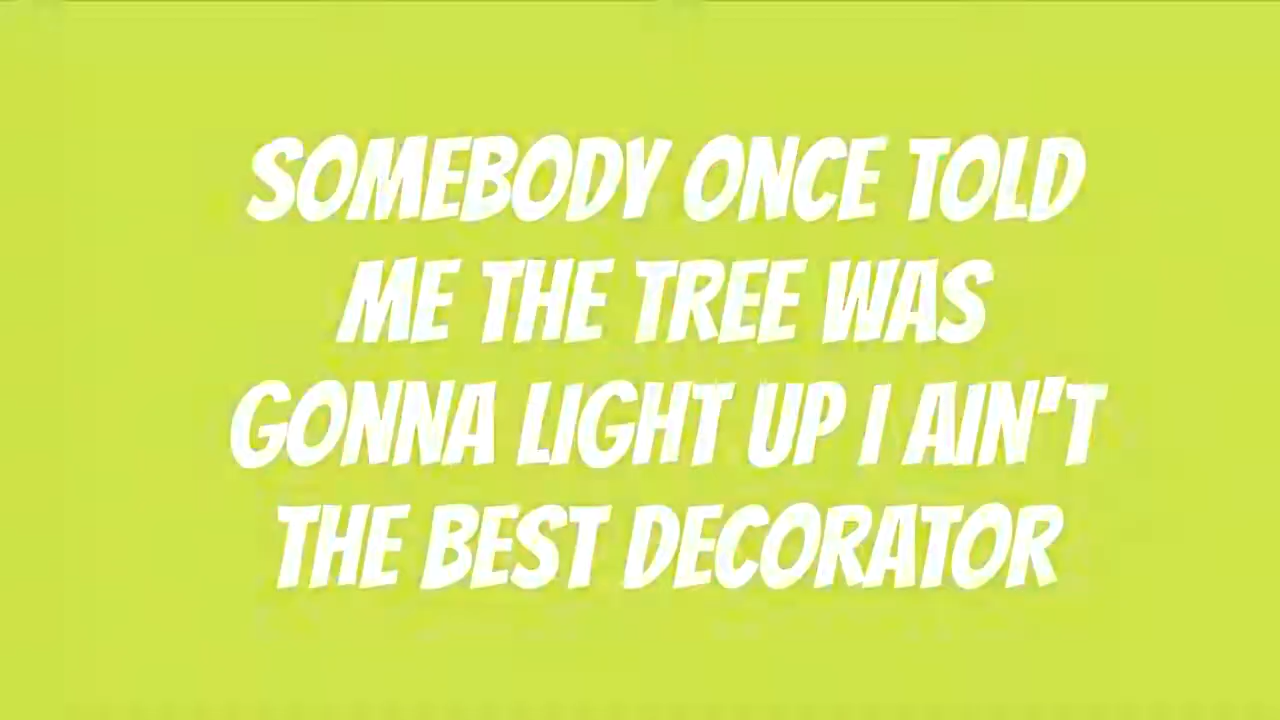 SOMEBODY ONCE TOLD
ME THE TREE WAS
GONNA LIGHT UP I AIN'T
THE BEST DECORATOR